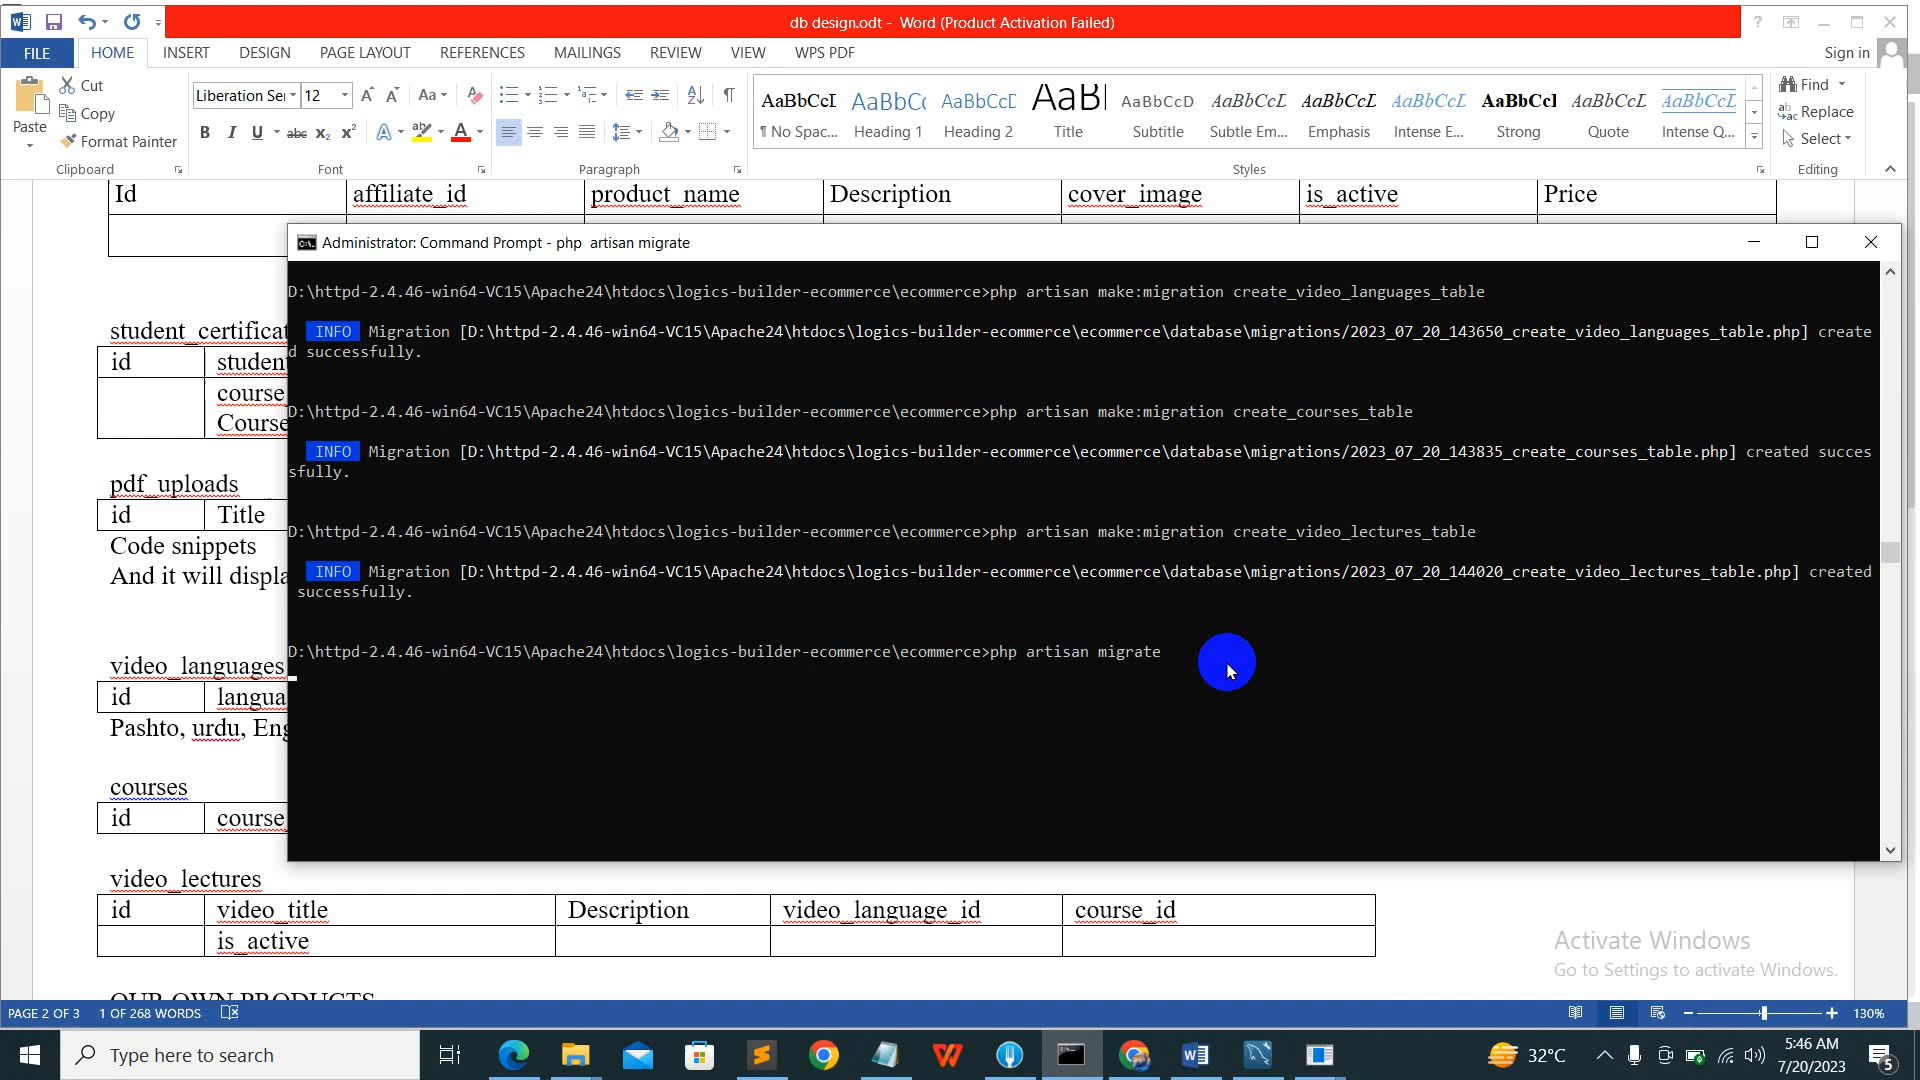 db design.odt - Word (Product Activation Failed)
FILE HOME INSERT DESIGN PAGE LAYOUT REFERENCES MAILINGS REVIEW VIEW WPS PDF Sign in
Paste
Cut
Copy
Format Painter
Clipboard
Liberation Se 12
Font
Paragraph
AaBbCcI AaBbC AaBbCcD AaB AaBbCcD AaBbCcL AaBbCcL AaBbCcL AaBbCcI AaBbCcL AaBbCcL
¶ No Spac... Heading 1 Heading 2 Title Subtitle Subtle Em... Emphasis Intense E... Strong Quote Intense Q...
Styles
Find
Replace
Select
Editing
Id affiliate_id product_name Description cover_image is_active Price
student_certificat
id student
course
Course
pdf_uploads
id Title
Code snippets
And it will displa
video_languages
id langua
Pashto, urdu, Eng
courses
id course
video_lectures
id video_title Description video_language_id course_id
is_active
OUR OWN PRODUCTS
Administrator: Command Prompt - php  artisan migrate
D:\httpd-2.4.46-win64-VC15\Apache24\htdocs\logics-builder-ecommerce\ecommerce>php artisan make:migration create_video_languages_table
INFO Migration [D:\httpd-2.4.46-win64-VC15\Apache24\htdocs\logics-builder-ecommerce\ecommerce\database\migrations/2023_07_20_143650_create_video_languages_table.php] create
d successfully.
D:\httpd-2.4.46-win64-VC15\Apache24\htdocs\logics-builder-ecommerce\ecommerce>php artisan make:migration create_courses_table
INFO Migration [D:\httpd-2.4.46-win64-VC15\Apache24\htdocs\logics-builder-ecommerce\ecommerce\database\migrations/2023_07_20_143835_create_courses_table.php] created succes
sfully.
D:\httpd-2.4.46-win64-VC15\Apache24\htdocs\logics-builder-ecommerce\ecommerce>php artisan make:migration create_video_lectures_table
INFO Migration [D:\httpd-2.4.46-win64-VC15\Apache24\htdocs\logics-builder-ecommerce\ecommerce\database\migrations/2023_07_20_144020_create_video_lectures_table.php] created
successfully.
D:\httpd-2.4.46-win64-VC15\Apache24\htdocs\logics-builder-ecommerce\ecommerce>php artisan migrate
Activate Windows
Go to Settings to activate Windows.
PAGE 2 OF 3 1 OF 268 WORDS 130%
Type here to search
32°C
5:46 AM
7/20/2023
5